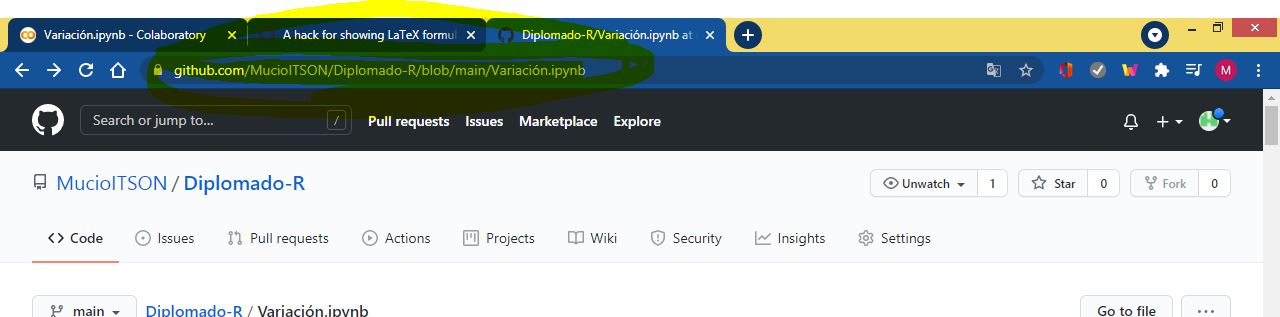 Variación.ipynb - Colaboratory A hack for showing LaTeX formul Diplomado-R/Variación.ipynb at
github.com/MucioITSON/Diplomado-R/blob/main/Variación.ipynb M
Search or jump to... / Pull requests Issues Marketplace Explore
MucioITSON / Diplomado-R Unwatch 1 Star 0 Fork 0
Code Issues Pull requests Actions Projects Wiki Security Insights Settings
main Diplomado-R / Variación.ipynb Go to file ...